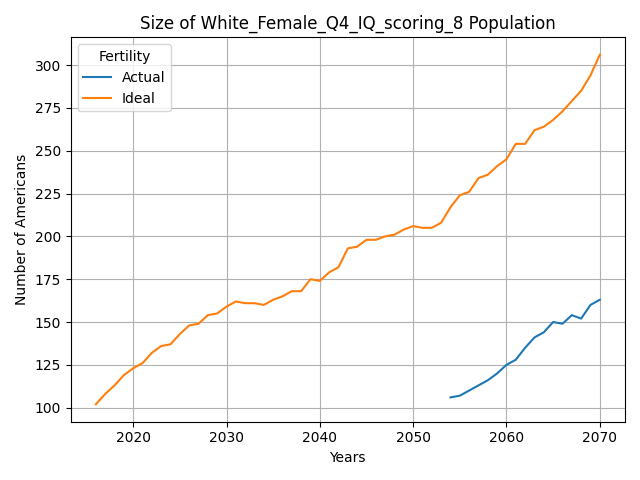 Size of White_Female_Q4_IQ_scoring_8 Population
Fertility
Actual
Ideal
Number of Americans
300
275
250
225
200
175
150
125
100
2020 2030 2040 2050 2060 2070
Years